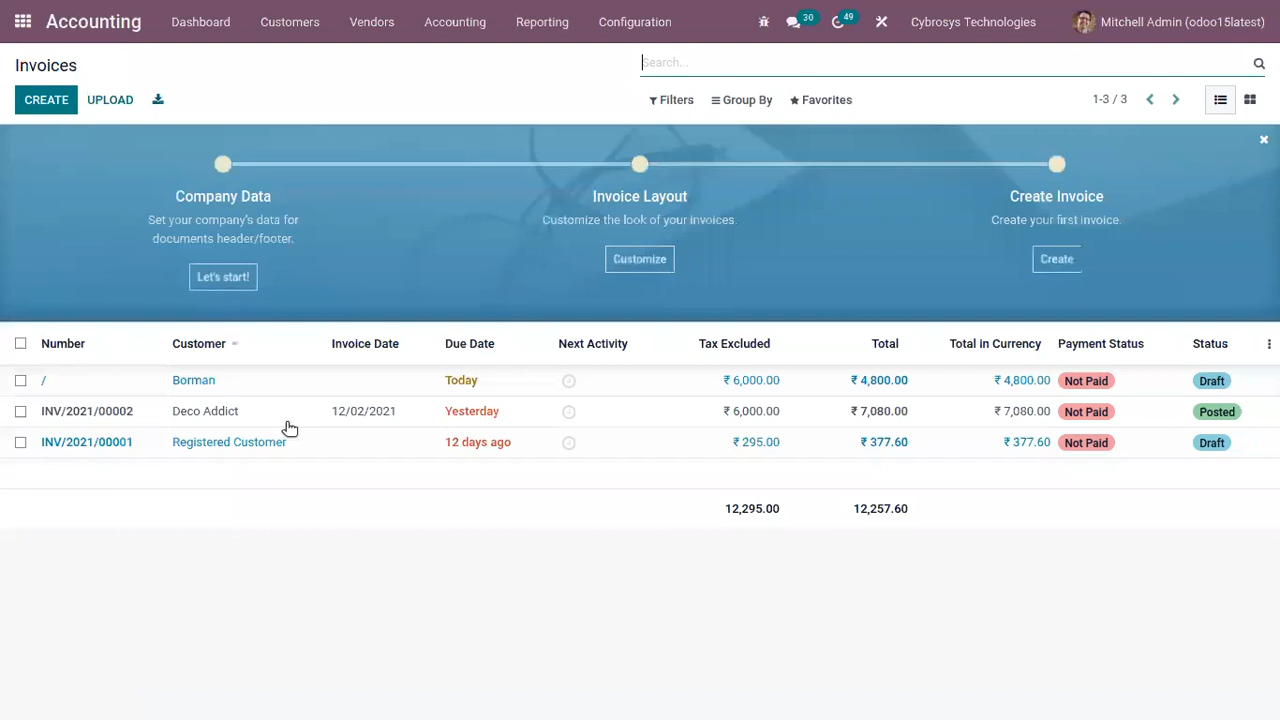 Accounting Dashboard Customers Vendors Accounting Reporting Configuration 30 49 Cybrosys Technologies Mitchell Admin (odoo15latest)
Invoices Search...
CREATE UPLOAD Filters Group By Favorites 1-3 / 3
Company Data Invoice Layout Create Invoice
Set your company's data for Customize the look of your invoices. Create your first invoice.
documents header/footer.
Let's start! Customize Create
Number Customer Invoice Date Due Date Next Activity Tax Excluded Total Total in Currency Payment Status Status
/ Borman Today ₹ 6,000.00 ₹ 4,800.00 ₹ 4,800.00 Not Paid Draft
INV/2021/00002 Deco Addict 12/02/2021 Yesterday ₹ 6,000.00 ₹ 7,080.00 ₹ 7,080.00 Not Paid Posted
INV/2021/00001 Registered Customer 12 days ago ₹ 295.00 ₹ 377.60 ₹ 377.60 Not Paid Draft
12,295.00 12,257.60